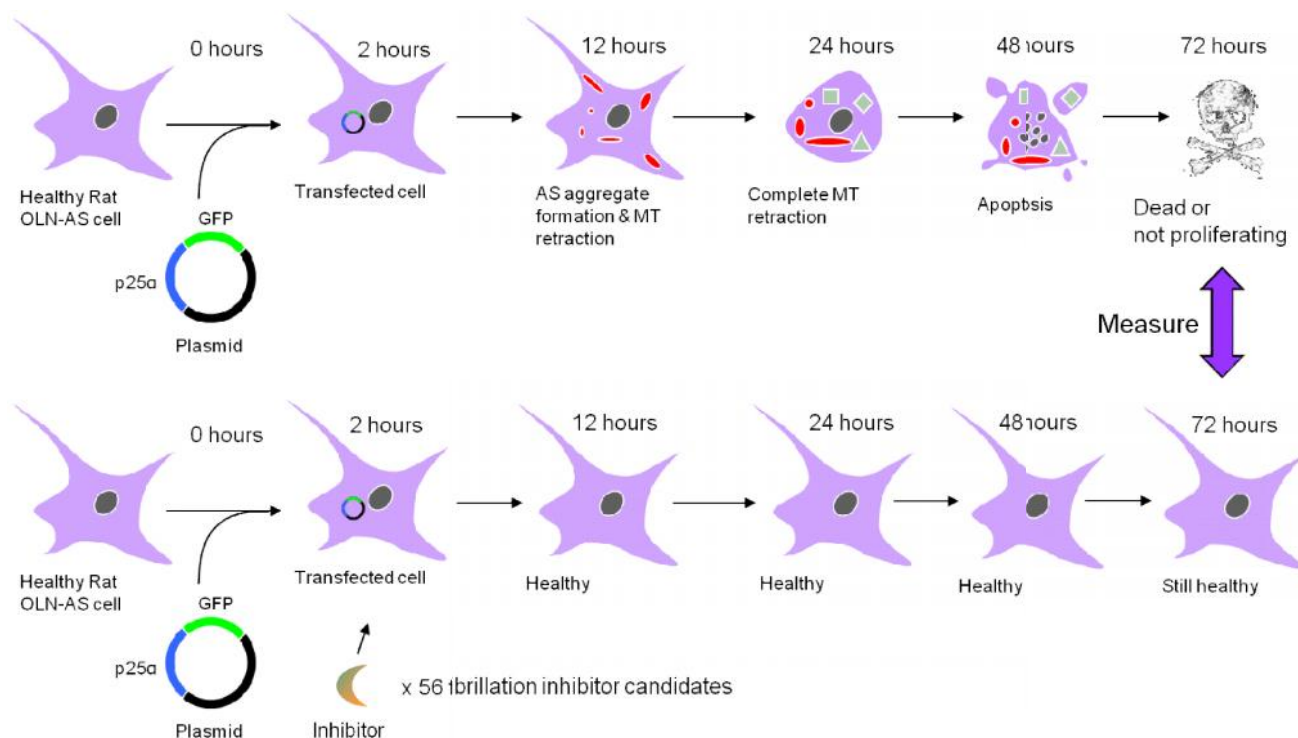 0 hours
2 hours
12 hours
24 hours
48 hours
72 hours
Healthy Rat
OLN-AS cell
Transfected cell
AS aggregate
formation & MT
retraction
Complete MT
retraction
Apoptosis
Dead or
not proliferating
GFP
p25α
Plasmid
Measure
0 hours
2 hours
12 hours
24 hours
48 hours
72 hours
Healthy Rat
OLN-AS cell
Transfected cell
Healthy
Healthy
Healthy
Still healthy
GFP
p25α
Plasmid
Inhibitor
x 56 fibrillation inhibitor candidates